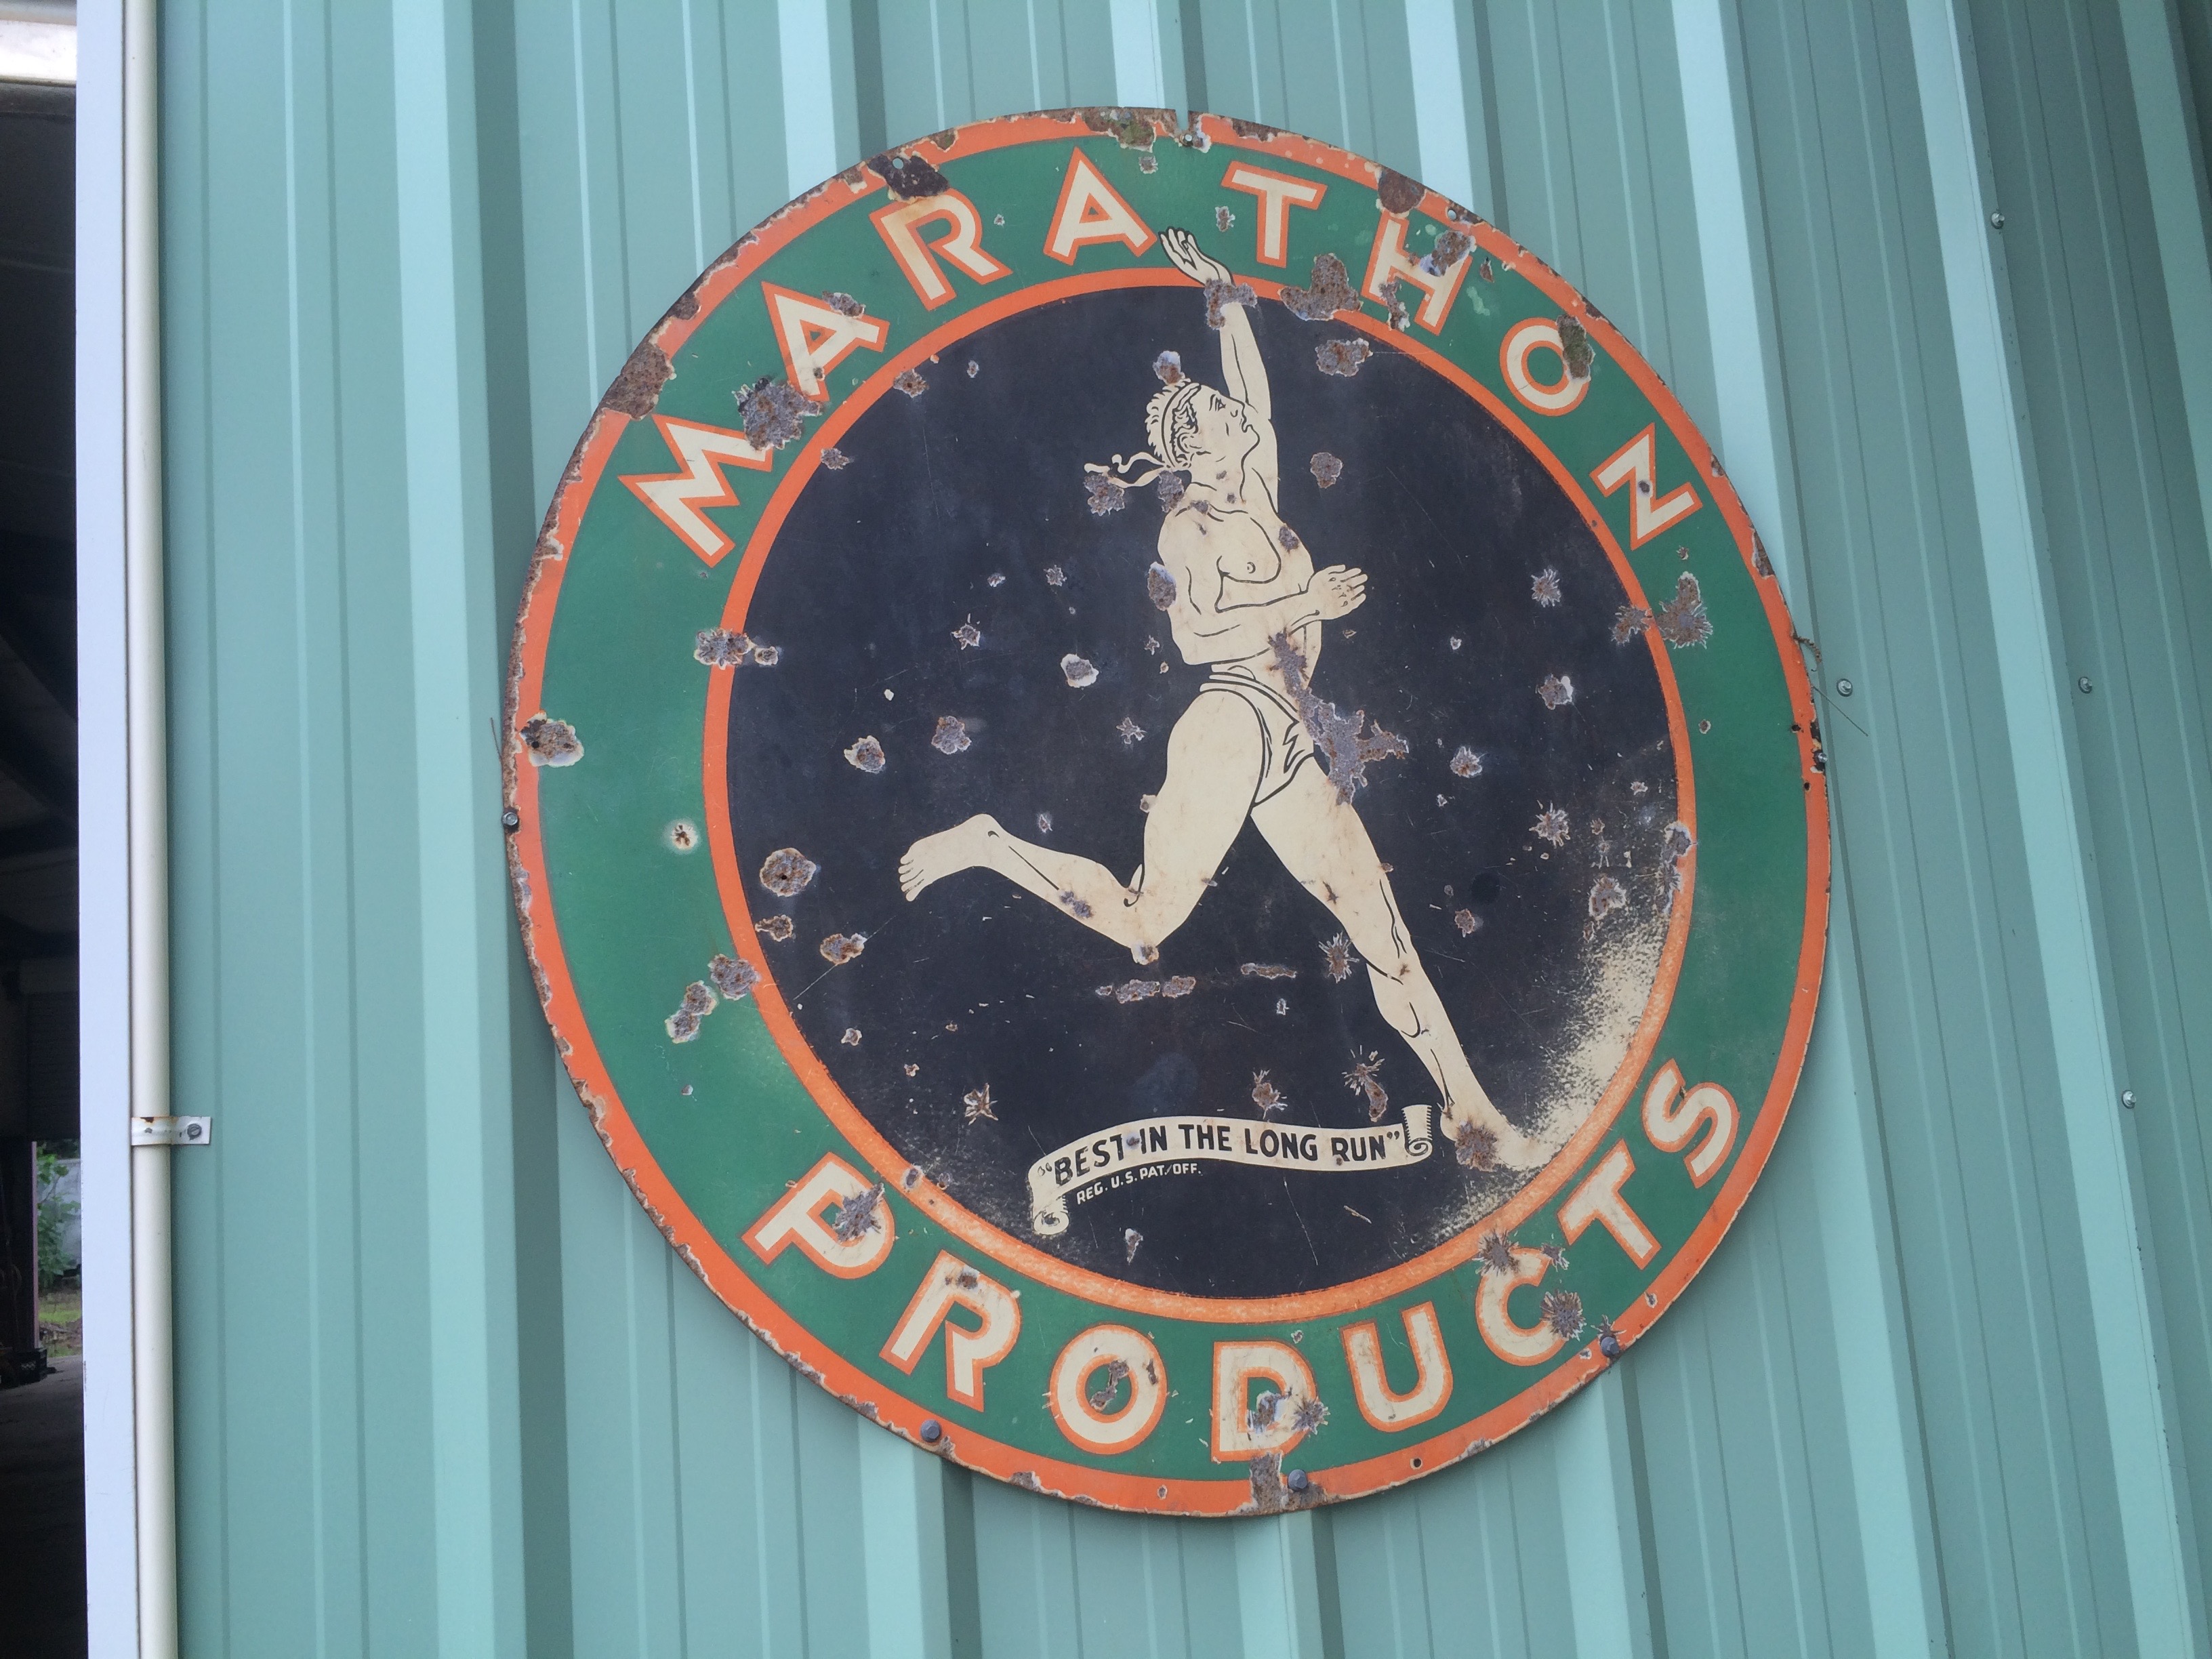 MARATHON
"BEST IN THE LONG RUN"
REG. U.S. PAT. OFF.
PRODUCTS